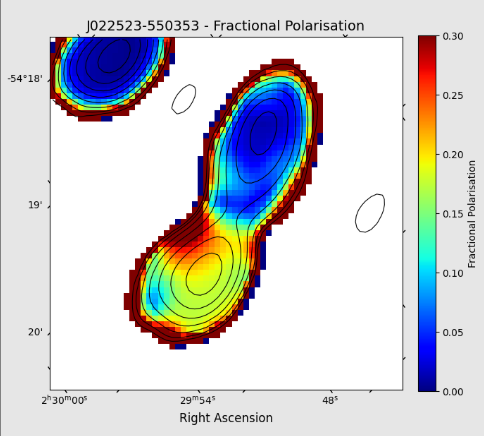 J022523-550353 - Fractional Polarisation
-54°18'
19'
20'
2ʰ30ᵐ00ˢ 29ᵐ54ˢ 48ˢ
Right Ascension
0.30
0.25
0.20
0.15
0.10
0.05
0.00
Fractional Polarisation